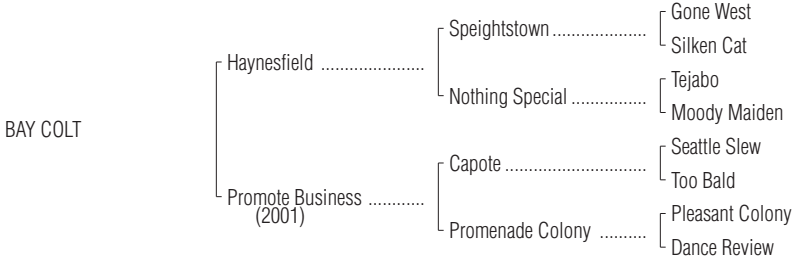 Gone West
Speightstown ....................
Silken Cat
Haynesfield ......................
Tejabo
Nothing Special ................
Moody Maiden
BAY COLT
Seattle Slew
Capote ..............................
Too Bald
Promote Business ............
(2001)
Pleasant Colony
Promenade Colony ..........
Dance Review